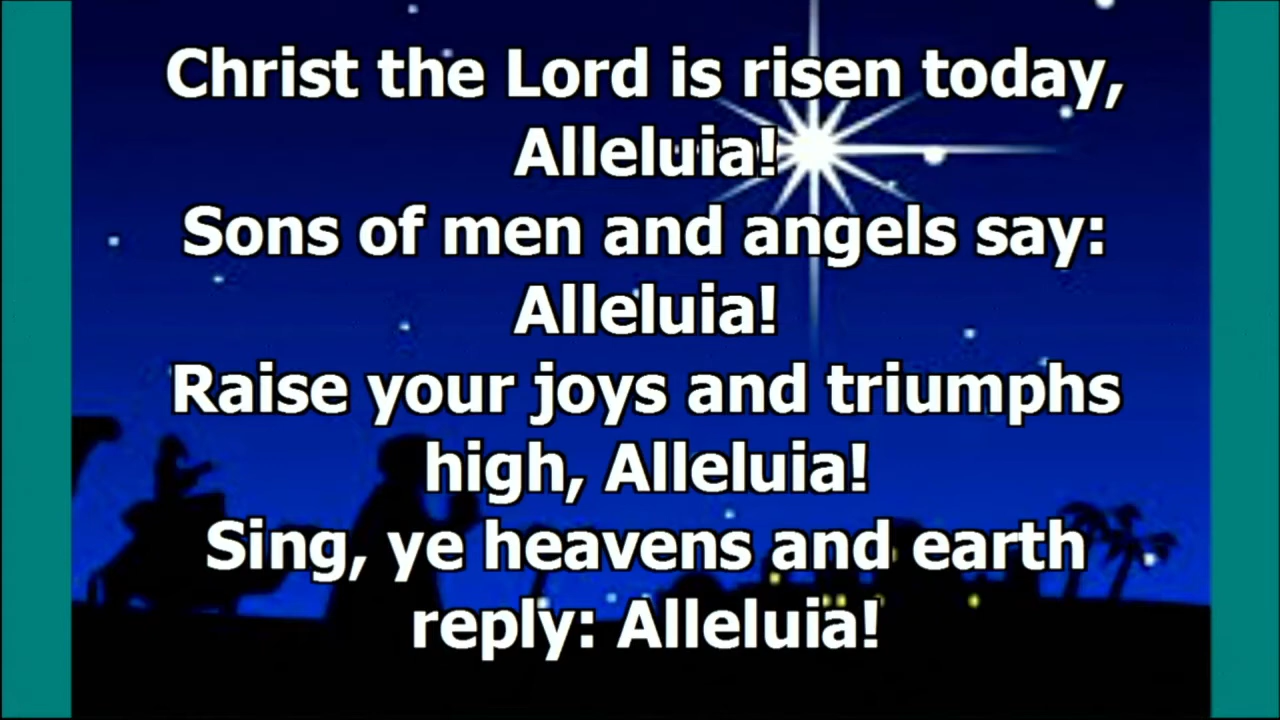 Christ the Lord is risen today,
Alleluia!
Sons of men and angels say:
Alleluia!
Raise your joys and triumphs
high, Alleluia!
Sing, ye heavens and earth
reply: Alleluia!